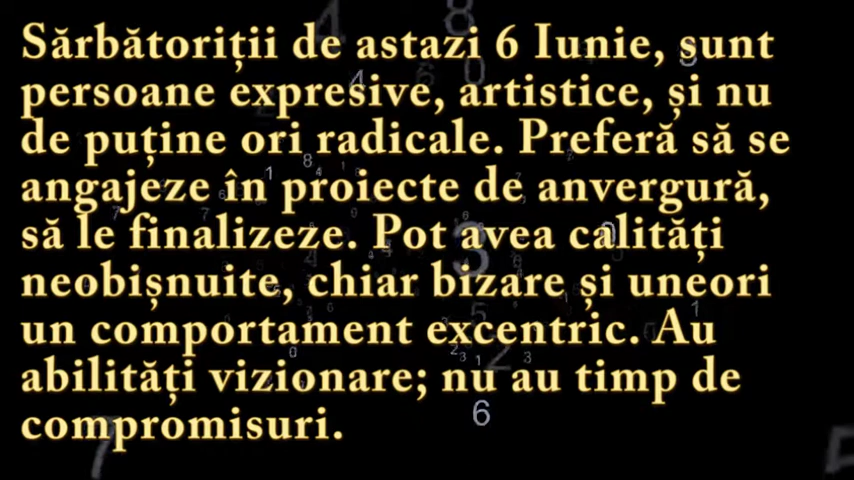 Sărbătoriții de astazi 6 Iunie, sunt
persoane expresive, artistice, și nu
de puține ori radicale. Preferă să se
angajeze în proiecte de anvergură,
să le finalizeze. Pot avea calități
neobișnuite, chiar bizare și uneori
un comportament excentric. Au
abilități vizionare; nu au timp de
compromisuri.